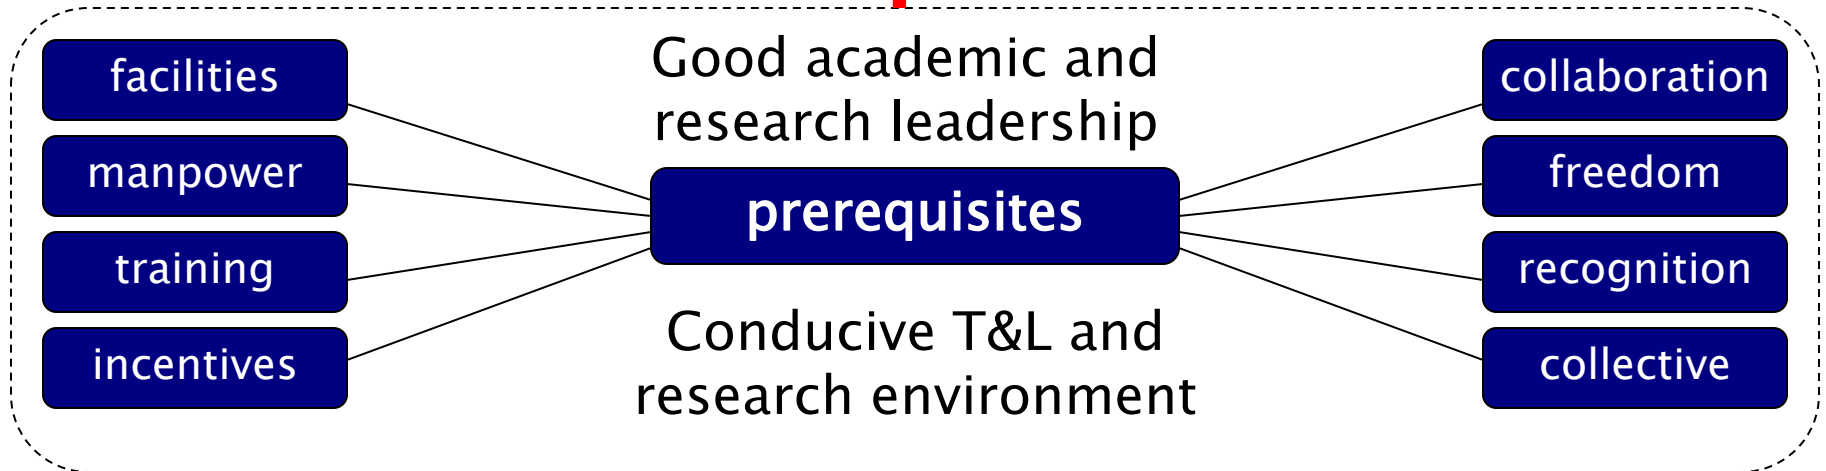 facilities
manpower
training
incentives
Good academic and
research leadership
prerequisites
Conducive T&L and
research environment
collaboration
freedom
recognition
collective